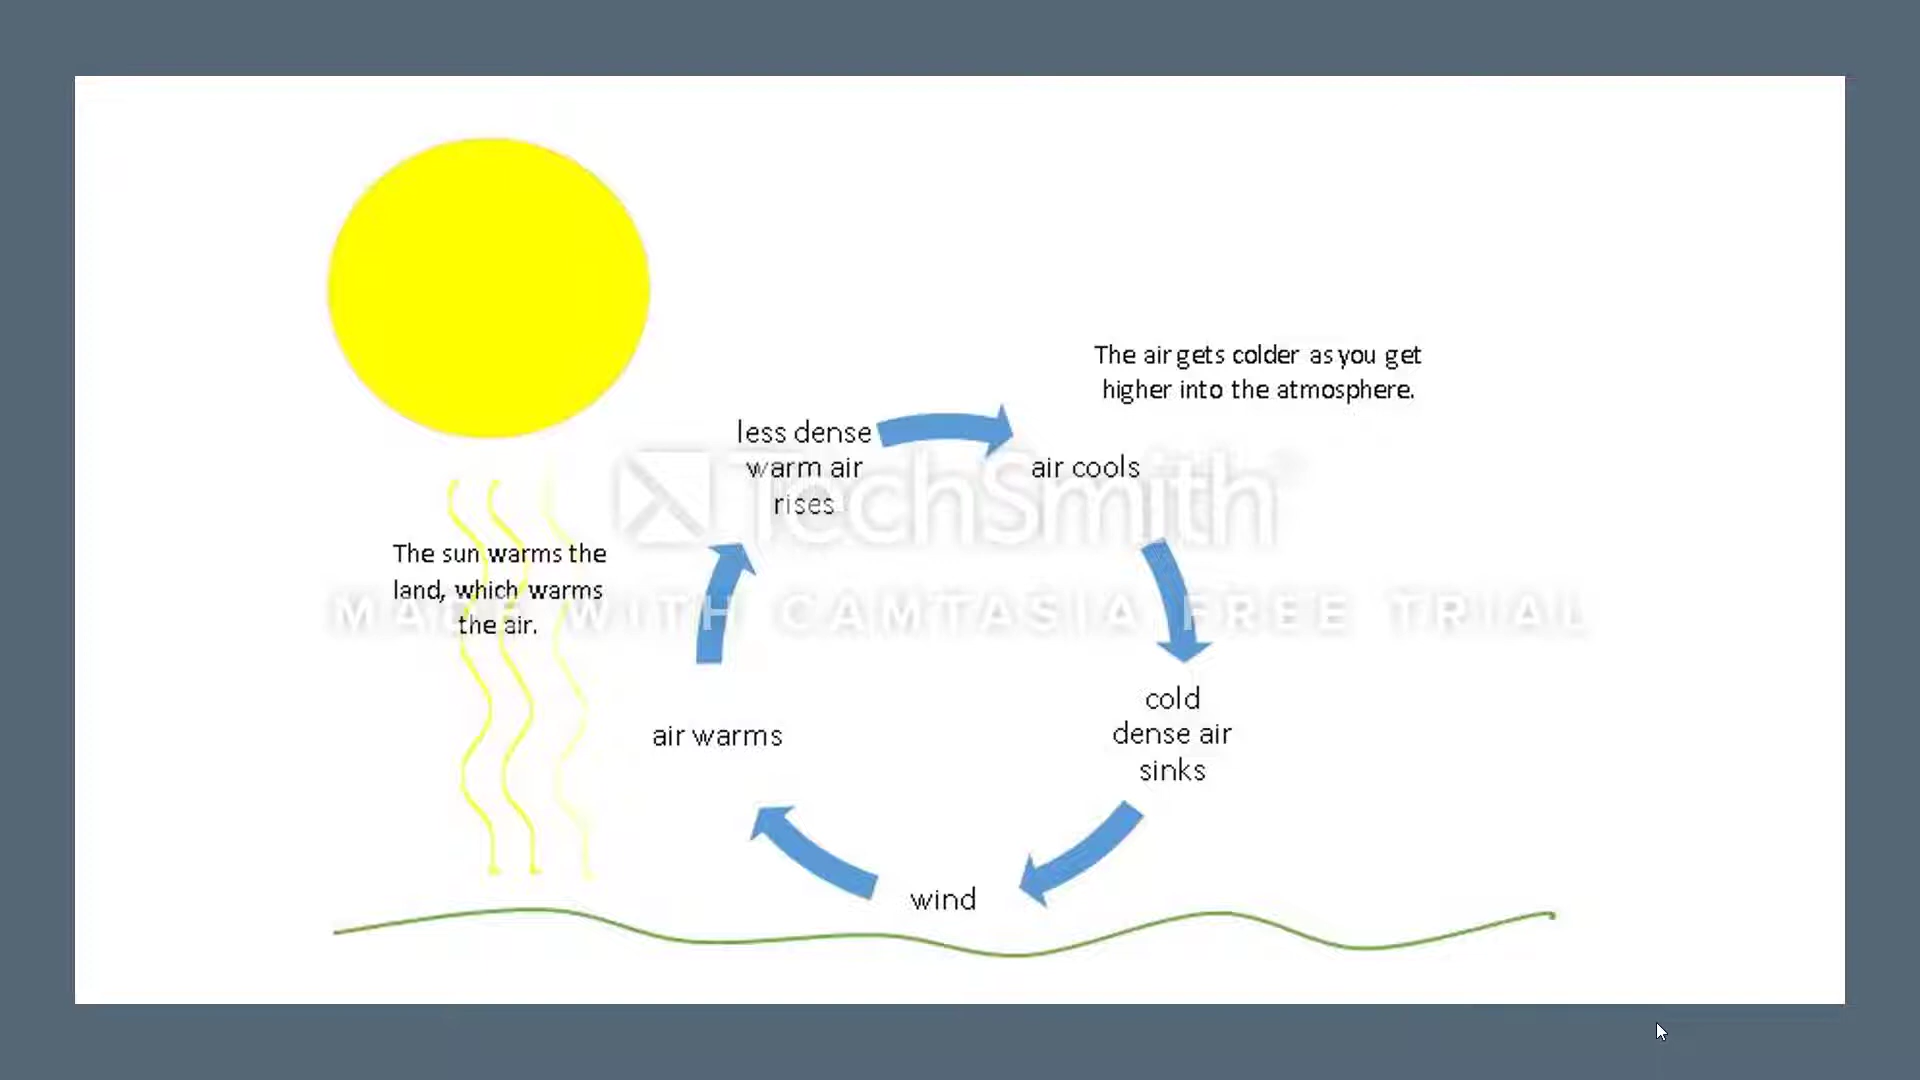 The air gets colder as you get
higher into the atmosphere.
less dense
warm air
rises
air cools
TechSmith
The sun warms the
land, which warms
the air.
MADE WITH CAMTASIA FREE TRIAL
cold
dense air
sinks
air warms
wind